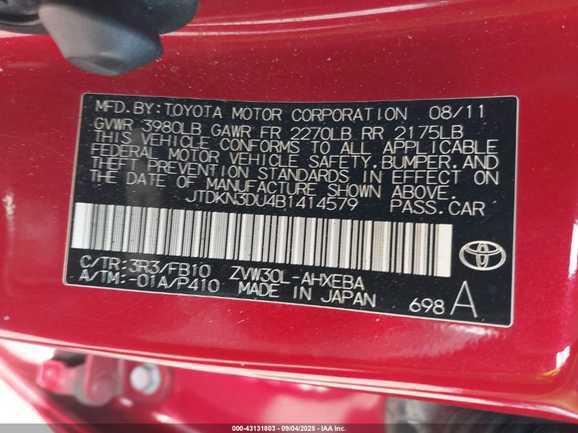 MFD. BY: TOYOTA MOTOR CORPORATION 08/11
GVWR 3980LB GAWR FR 2270LB RR 2175LB
THIS VEHICLE CONFORMS TO ALL APPLICABLE
FEDERAL MOTOR VEHICLE SAFETY, BUMPER, AND
THEFT PREVENTION STANDARDS IN EFFECT ON
THE DATE OF MANUFACTURE SHOWN ABOVE.
JTDKN3DU4B1414579 PASS. CAR
C/TR: 3R3/FB10 ZVW30L-AHXEBA
A/TM: -01A/P410 MADE IN JAPAN
698 A
000-43131803 - 09/04/2025 - IAA Inc.